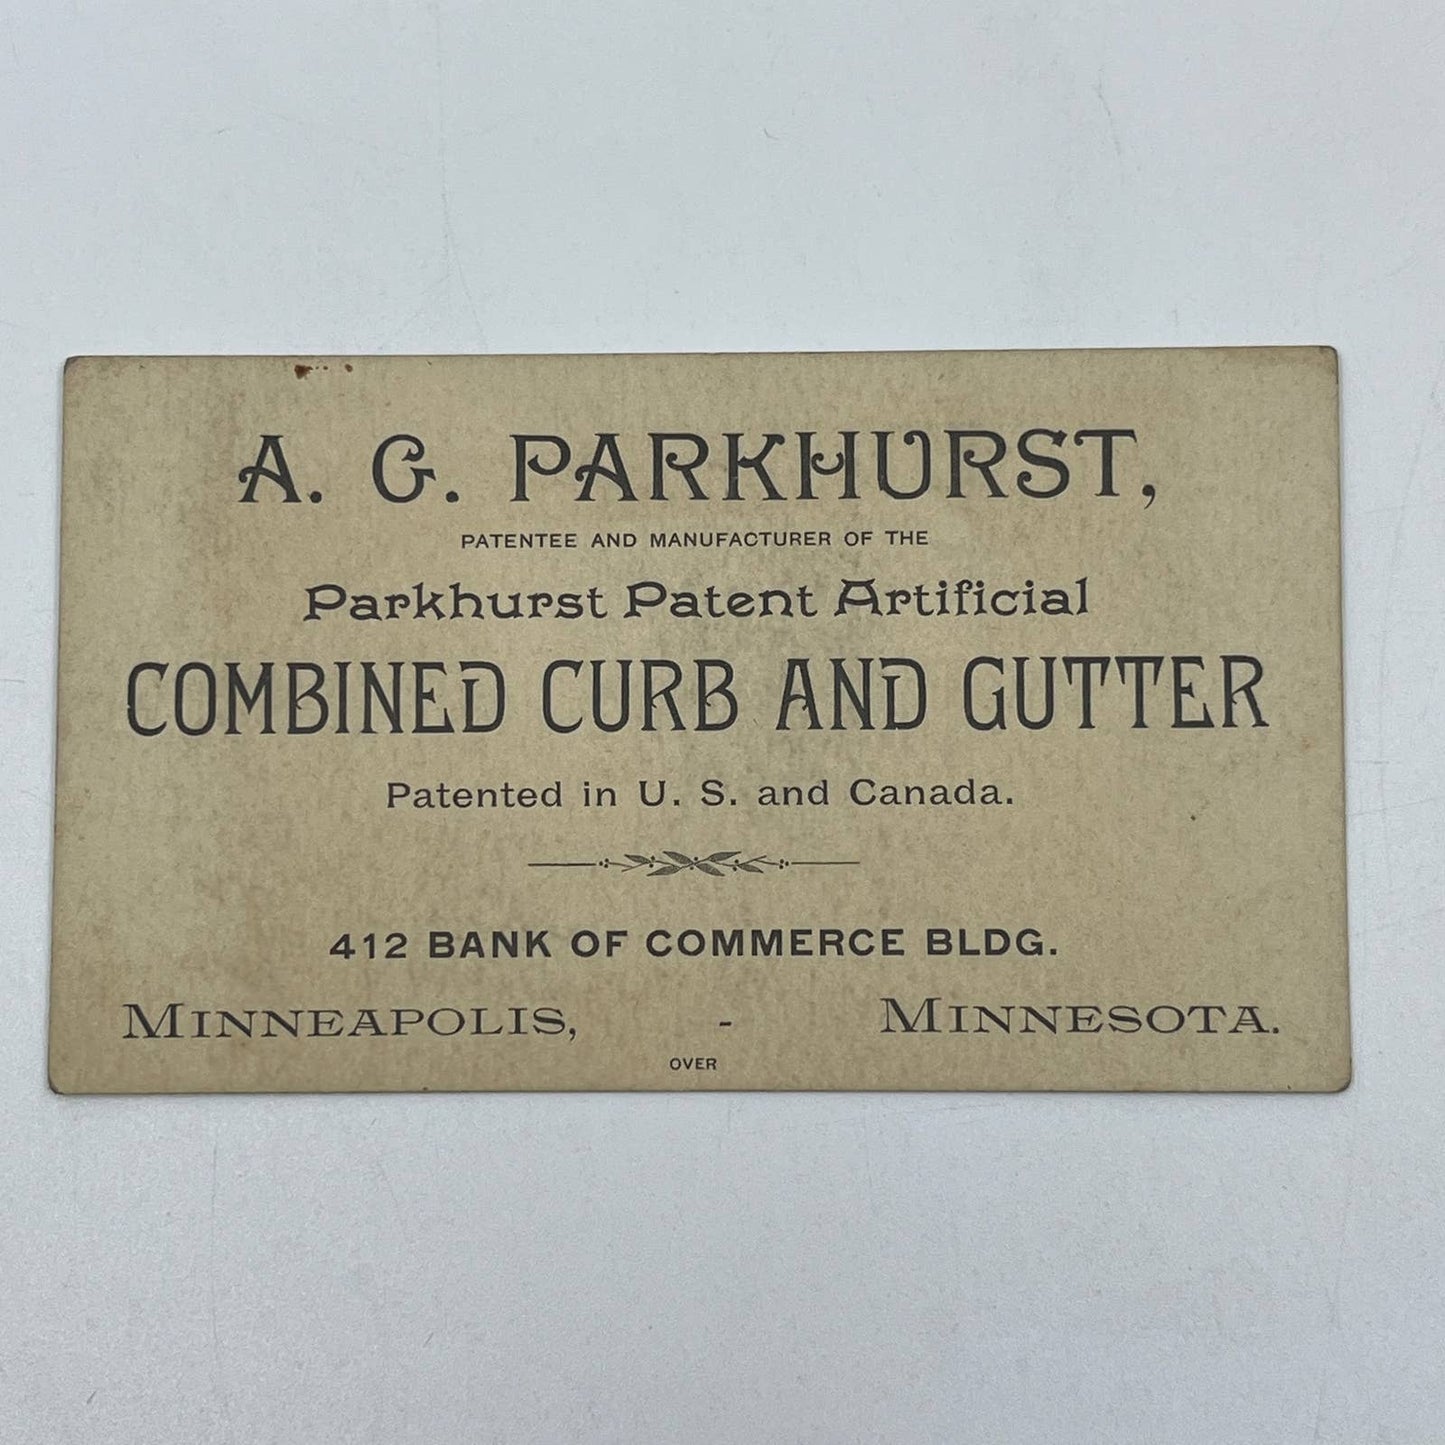 A. G. PARKHURST,
PATENTEE AND MANUFACTURER OF THE
Parkhurst Patent Artificial
COMBINED CURB AND GUTTER
Patented in U. S. and Canada.
412 BANK OF COMMERCE BLDG.
MINNEAPOLIS, - MINNESOTA.
OVER